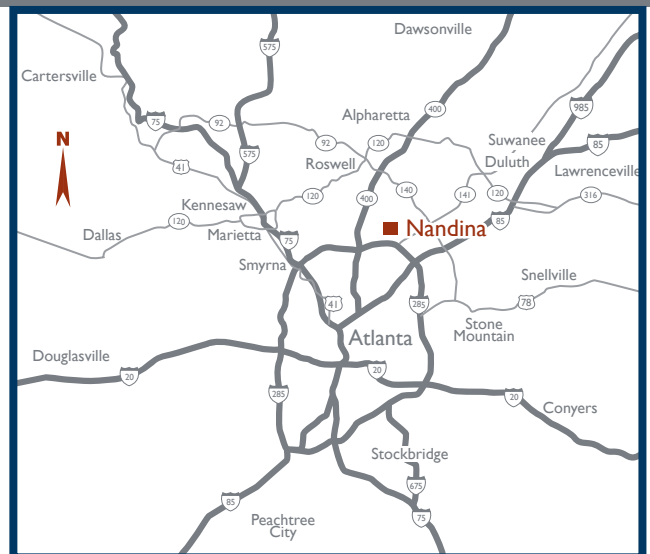 Dawsonville
575
Cartersville
400
985
Alpharetta
75
92
92
120
Suwanee
85
575
Roswell
Duluth
Lawrenceville
N
41
140
141
120
316
120
400
Kennesaw
120
85
Nandina
Dallas
Marietta
75
Smyrna
Snellville
41
285
78
Stone
Mountain
Atlanta
Douglasville
20
20
285
20
Conyers
Stockbridge
675
85
75
Peachtree
City